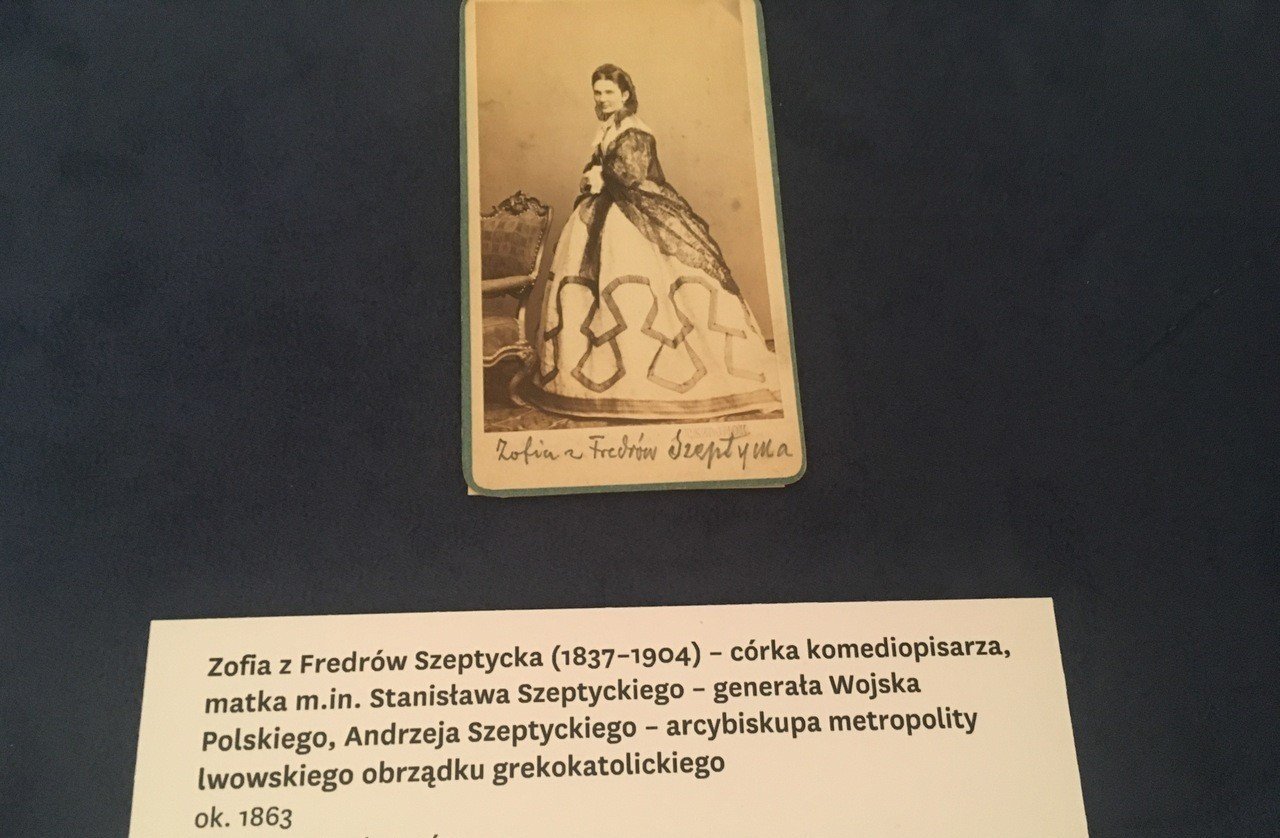 Zofia z Fredrów Szeptycka
Zofia z Fredrów Szeptycka (1837–1904) – córka komediopisarza,
matka m.in. Stanisława Szeptyckiego – generała Wojska
Polskiego, Andrzeja Szeptyckiego – arcybiskupa metropolity
lwowskiego obrządku grekokatolickiego
ok. 1863